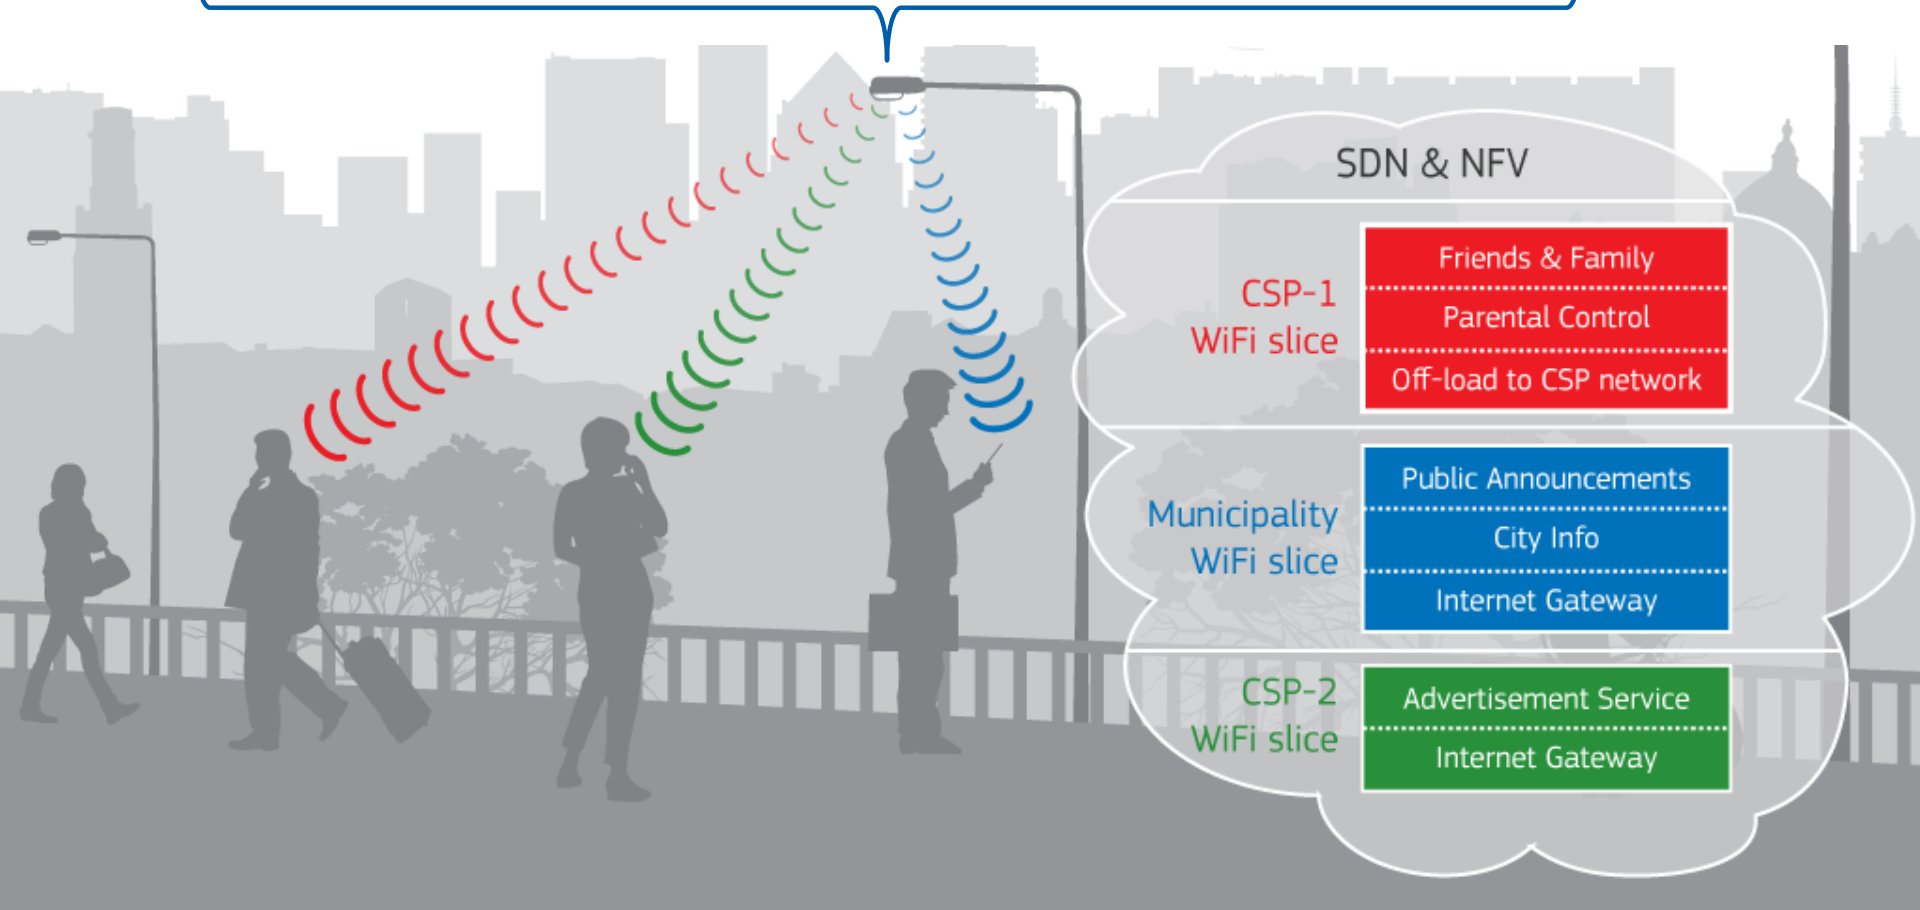 SDN & NFV
CSP-1
WiFi slice
Friends & Family
Parental Control
Off-load to CSP network
Municipality
WiFi slice
Public Announcements
City Info
Internet Gateway
CSP-2
WiFi slice
Advertisement Service
Internet Gateway